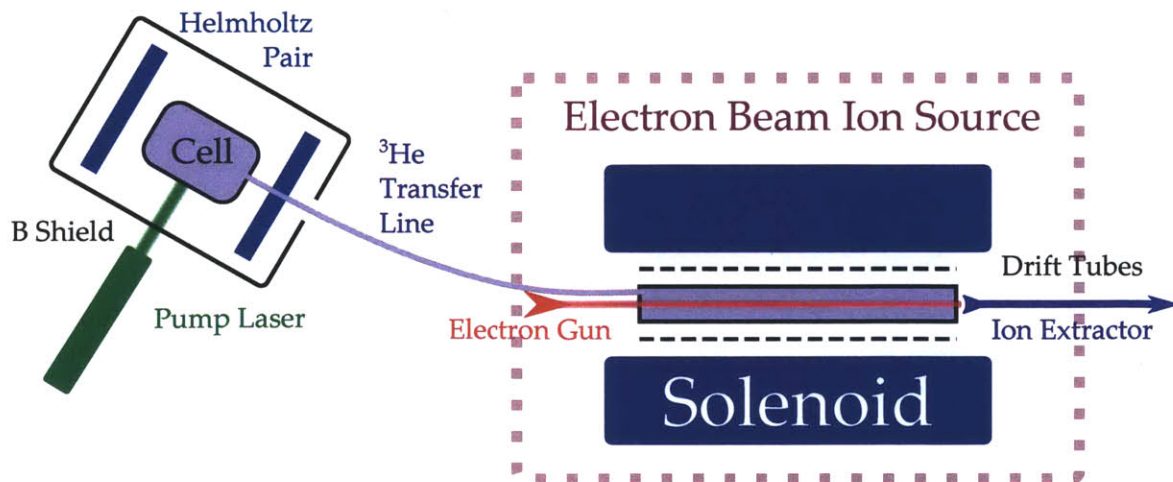 Helmholtz
Pair
Cell
³He
Transfer
Line
B Shield
Pump Laser
Electron Beam Ion Source
Electron Gun
Drift Tubes
Ion Extractor
Solenoid